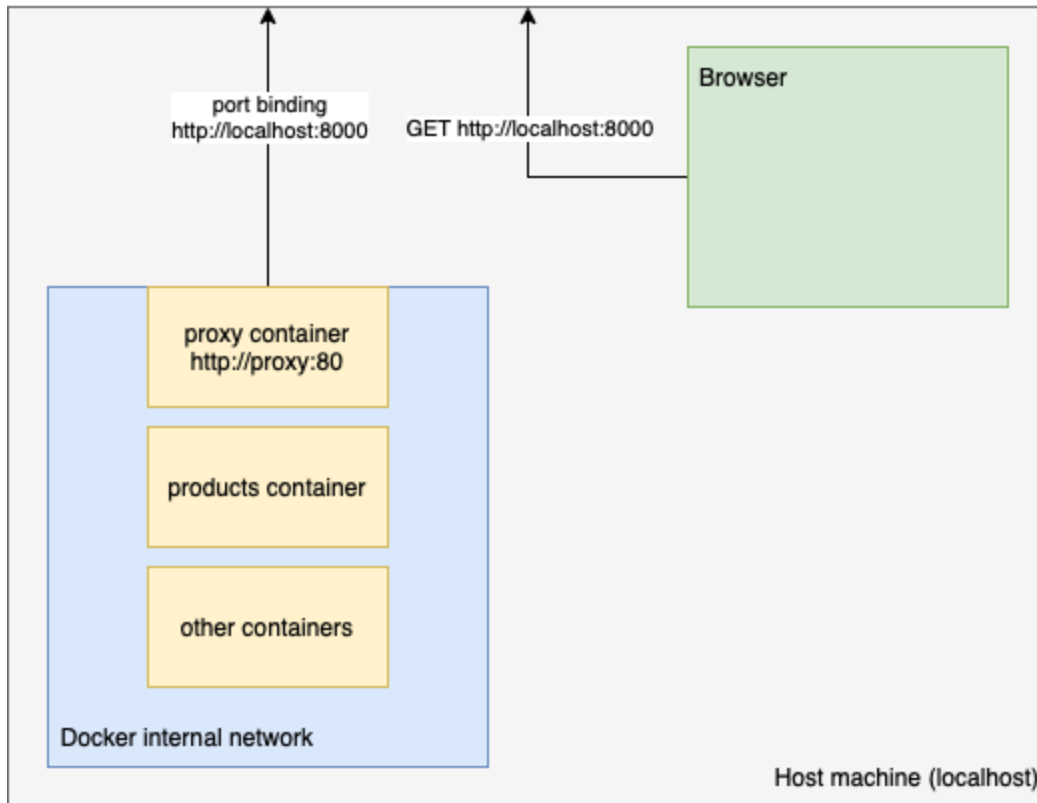 port binding
http://localhost:8000
GET http://localhost:8000
Browser
proxy container
http://proxy:80
products container
other containers
Docker internal network
Host machine (localhost)